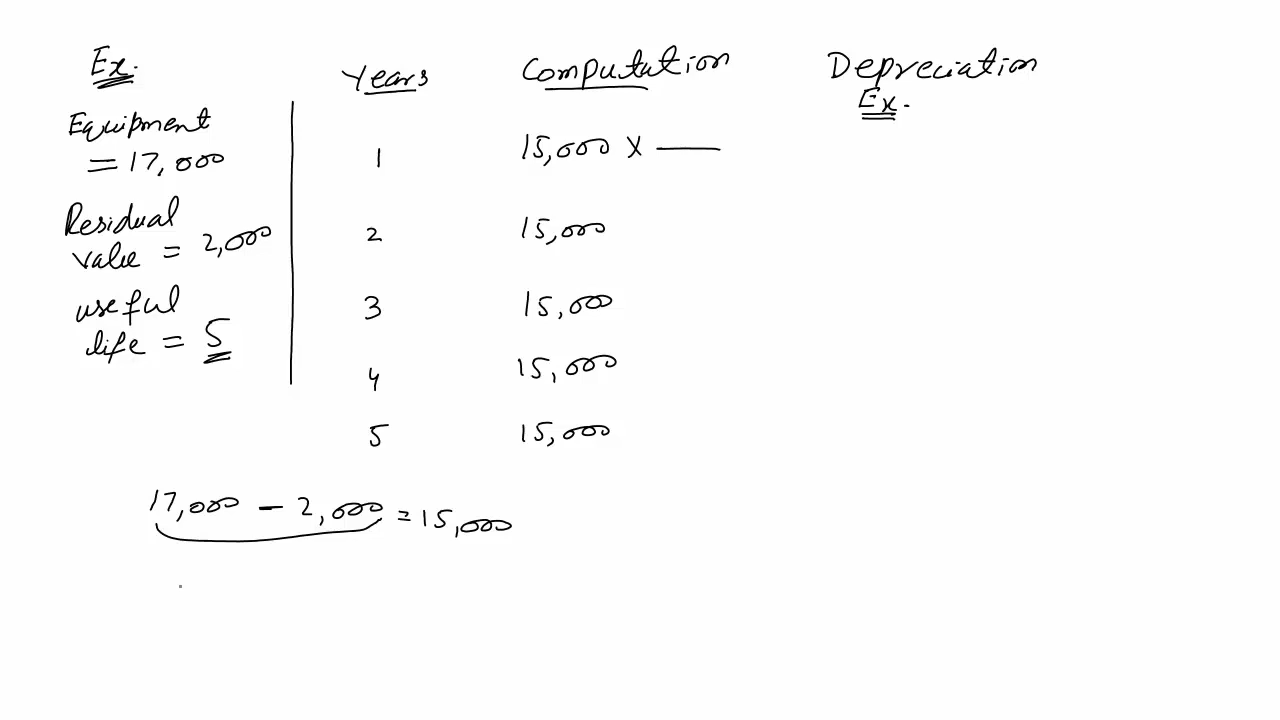 Ex.
Years
Computation
Depreciation
Ex.
Equipment
= 17,000
Residual
value = 2,000
useful
life = 5
1
15,000 X
2
15,000
3
15,000
4
15,000
5
15,000
17,000 - 2,000 = 15,000